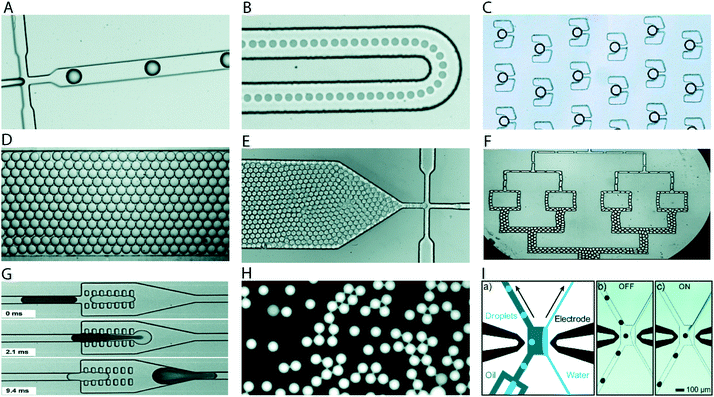 A
B
C
D
E
F
G
0 ms
2.1 ms
9.4 ms
H
I
a)
Droplets
Electrode
Oil
Water
b)
OFF
c)
ON
100 μm